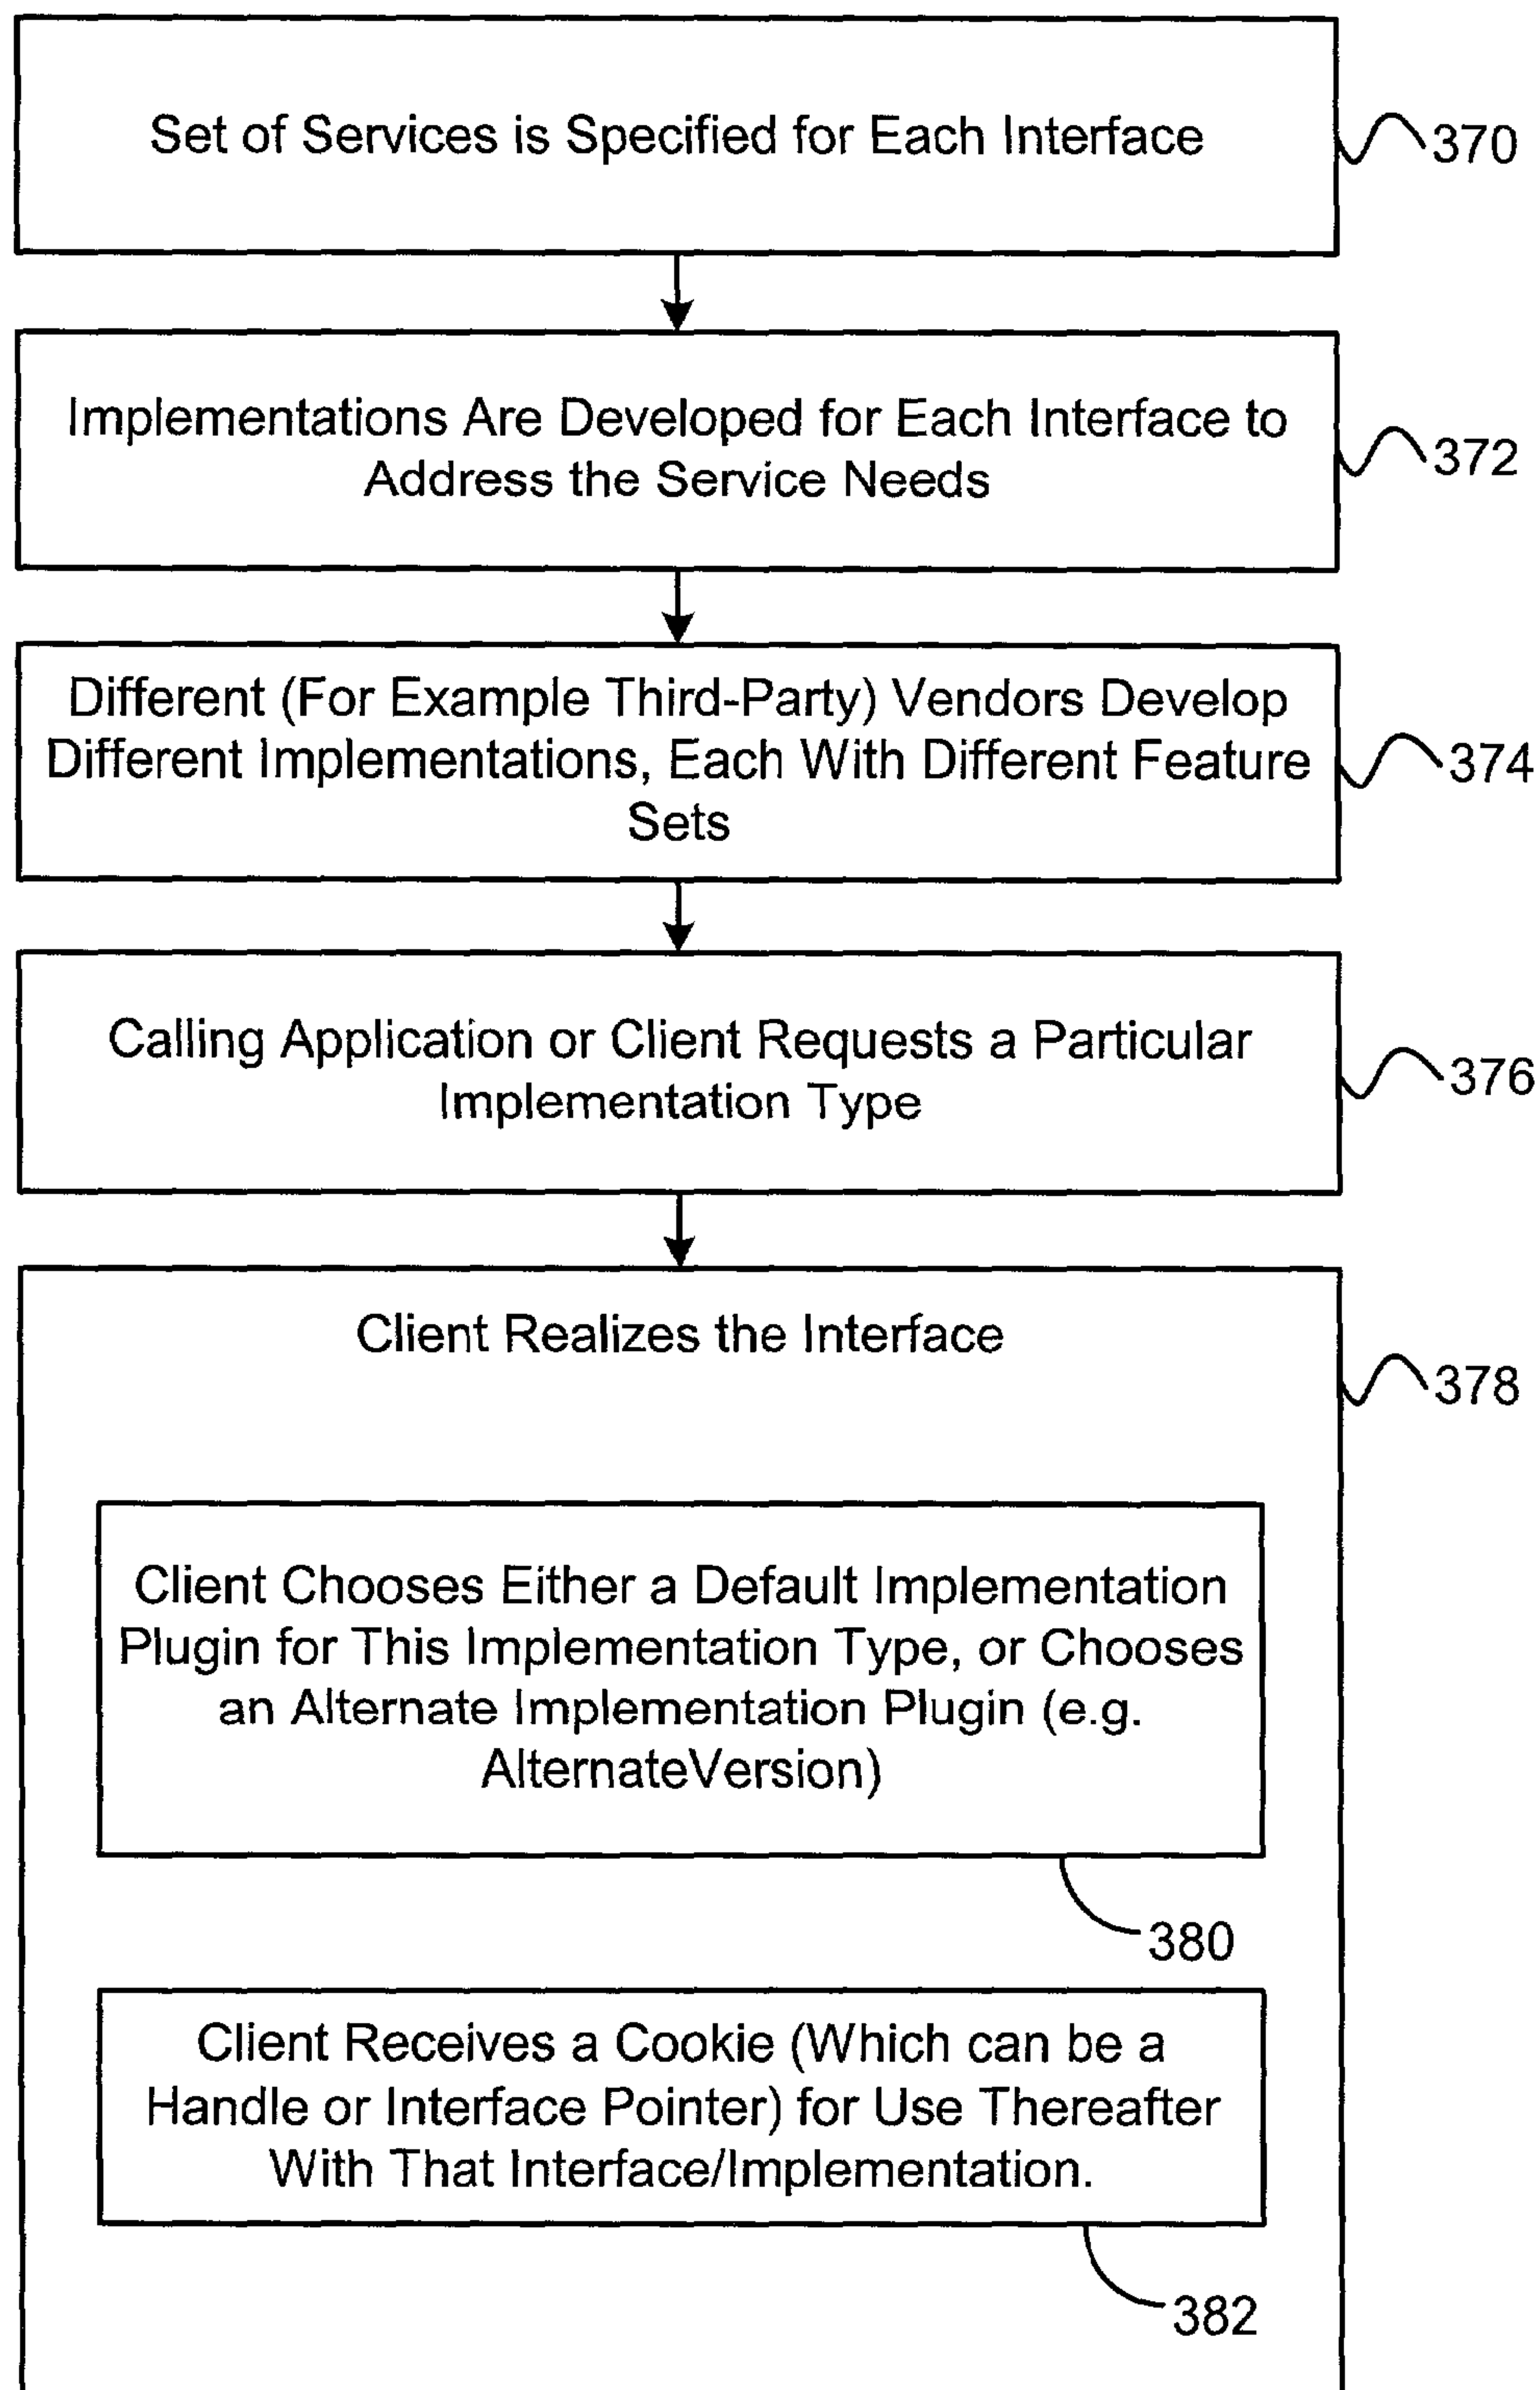 Set of Services is Specified for Each Interface
370
Implementations Are Developed for Each Interface to
Address the Service Needs
372
Different (For Example Third-Party) Vendors Develop
Different Implementations, Each With Different Feature
Sets
374
Calling Application or Client Requests a Particular
Implementation Type
376
Client Realizes the Interface
378
Client Chooses Either a Default Implementation
Plugin for This Implementation Type, or Chooses
an Alternate Implementation Plugin (e.g.
AlternateVersion)
380
Client Receives a Cookie (Which can be a
Handle or Interface Pointer) for Use Thereafter
With That Interface/Implementation.
382